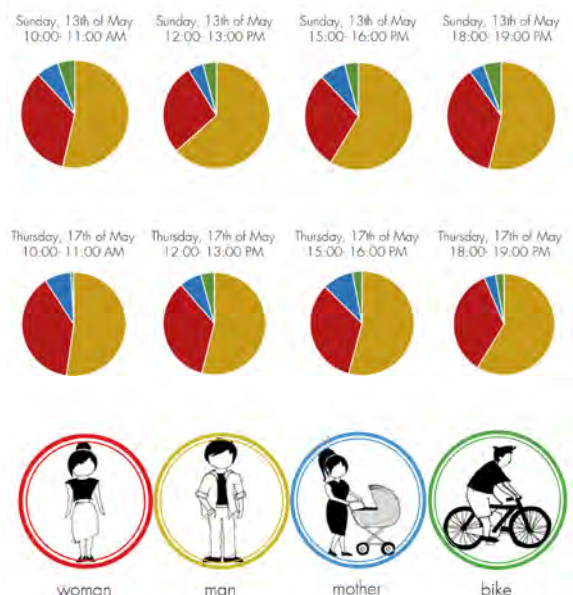 Sunday, 13th of May
10:00- 11:00 AM
Sunday, 13th of May
12:00- 13:00 PM
Sunday, 13th of May
15:00- 16:00 PM
Sunday, 13th of May
18:00- 19:00 PM
Thursday, 17th of May
10:00- 11:00 AM
Thursday, 17th of May
12:00- 13:00 PM
Thursday, 17th of May
15:00- 16:00 PM
Thursday, 17th of May
18:00- 19:00 PM
woman
man
mother
bike